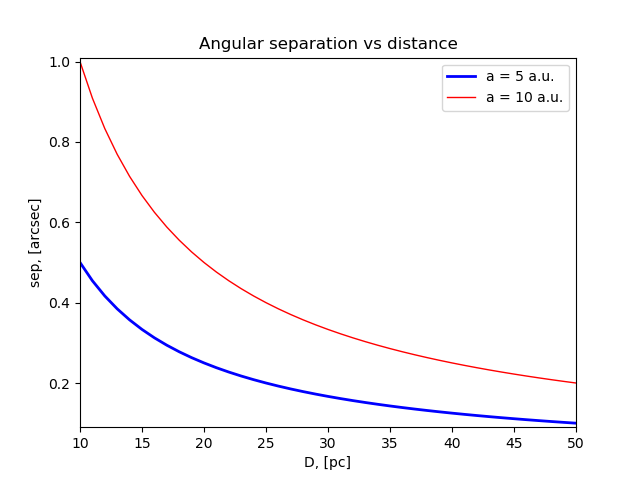 Angular separation vs distance
a = 5 a.u.
a = 10 a.u.
sep, [arcsec]
1.0
0.8
0.6
0.4
0.2
10 15 20 25 30 35 40 45 50
D, [pc]